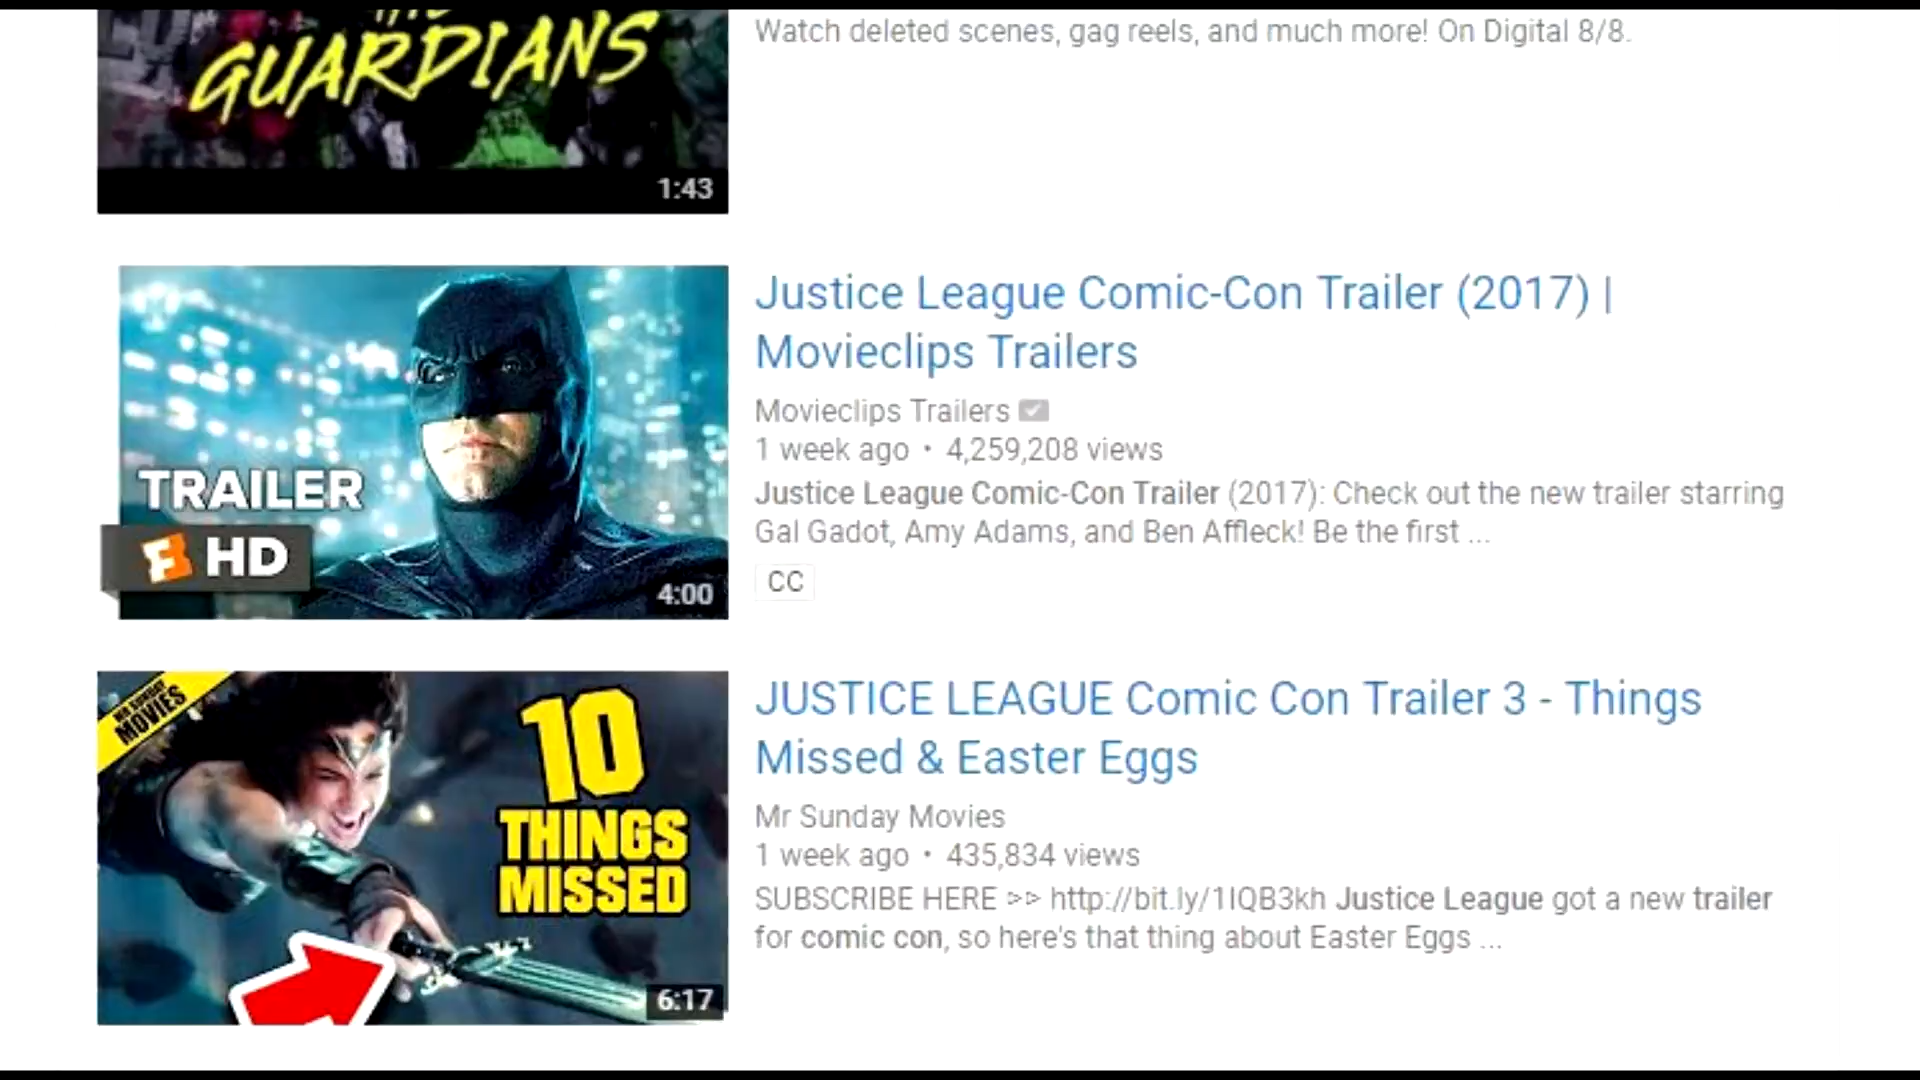 THE
GUARDIANS
1:43
Watch deleted scenes, gag reels, and much more! On Digital 8/8.
TRAILER
HD
4:00
Justice League Comic-Con Trailer (2017) |
Movieclips Trailers
Movieclips Trailers
1 week ago • 4,259,208 views
Justice League Comic-Con Trailer (2017): Check out the new trailer starring
Gal Gadot, Amy Adams, and Ben Affleck! Be the first ...
CC
MR SUNDAY
MOVIES
10
THINGS
MISSED
6:17
JUSTICE LEAGUE Comic Con Trailer 3 - Things
Missed & Easter Eggs
Mr Sunday Movies
1 week ago • 435,834 views
SUBSCRIBE HERE >> http://bit.ly/1IQB3kh Justice League got a new trailer
for comic con, so here's that thing about Easter Eggs ...